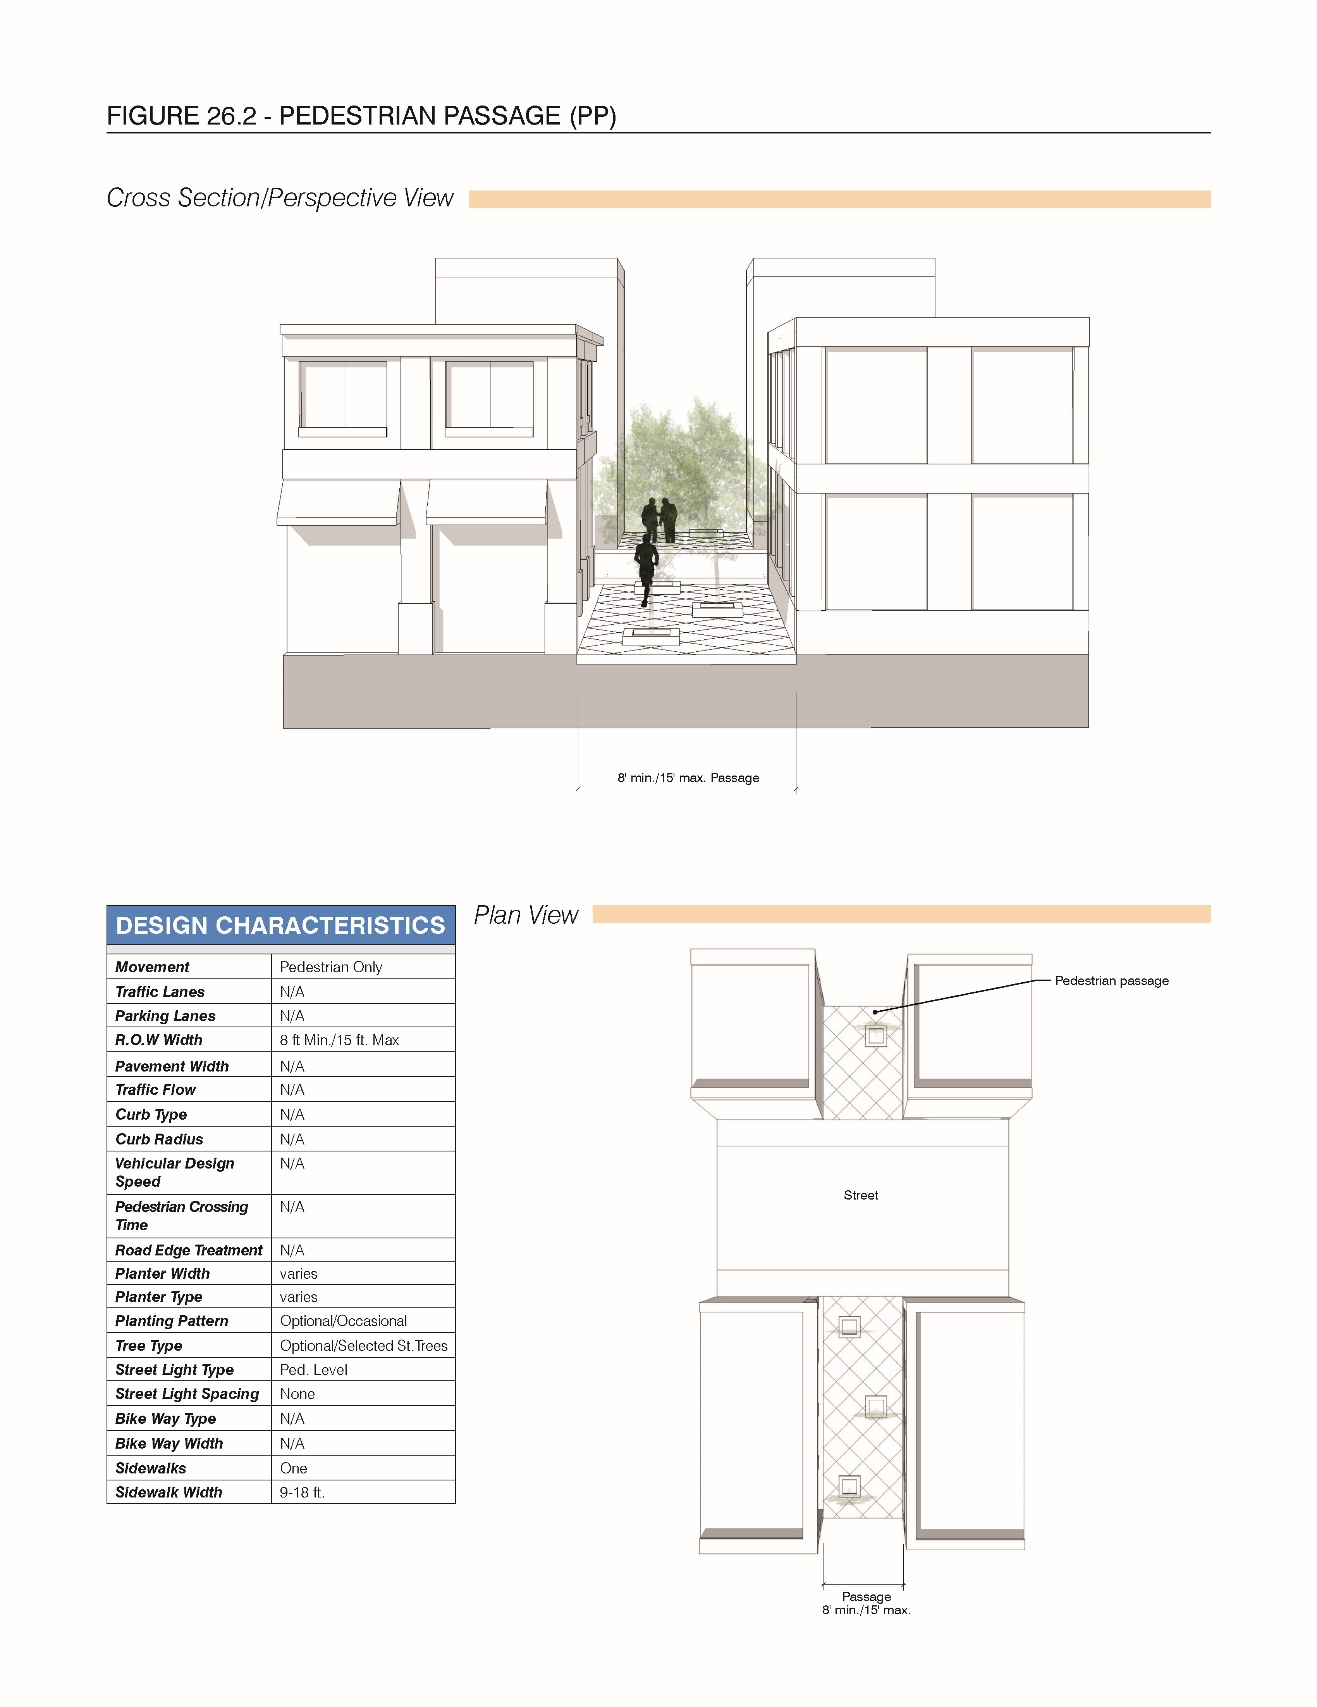 FIGURE 26.2 - PEDESTRIAN PASSAGE (PP)
Cross Section/Perspective View
8' min./15' max. Passage
DESIGN CHARACTERISTICS
Movement Pedestrian Only
Traffic Lanes N/A
Parking Lanes N/A
R.O.W Width 8 ft Min./15 ft. Max
Pavement Width N/A
Traffic Flow N/A
Curb Type N/A
Curb Radius N/A
Vehicular Design N/A
Speed
Pedestrian Crossing N/A
Time
Road Edge Treatment N/A
Planter Width varies
Planter Type varies
Planting Pattern Optional/Occasional
Tree Type Optional/Selected St.Trees
Street Light Type Ped. Level
Street Light Spacing None
Bike Way Type N/A
Bike Way Width N/A
Sidewalks One
Sidewalk Width 9-18 ft.
Plan View
Pedestrian passage
Street
Passage
8' min./15' max.